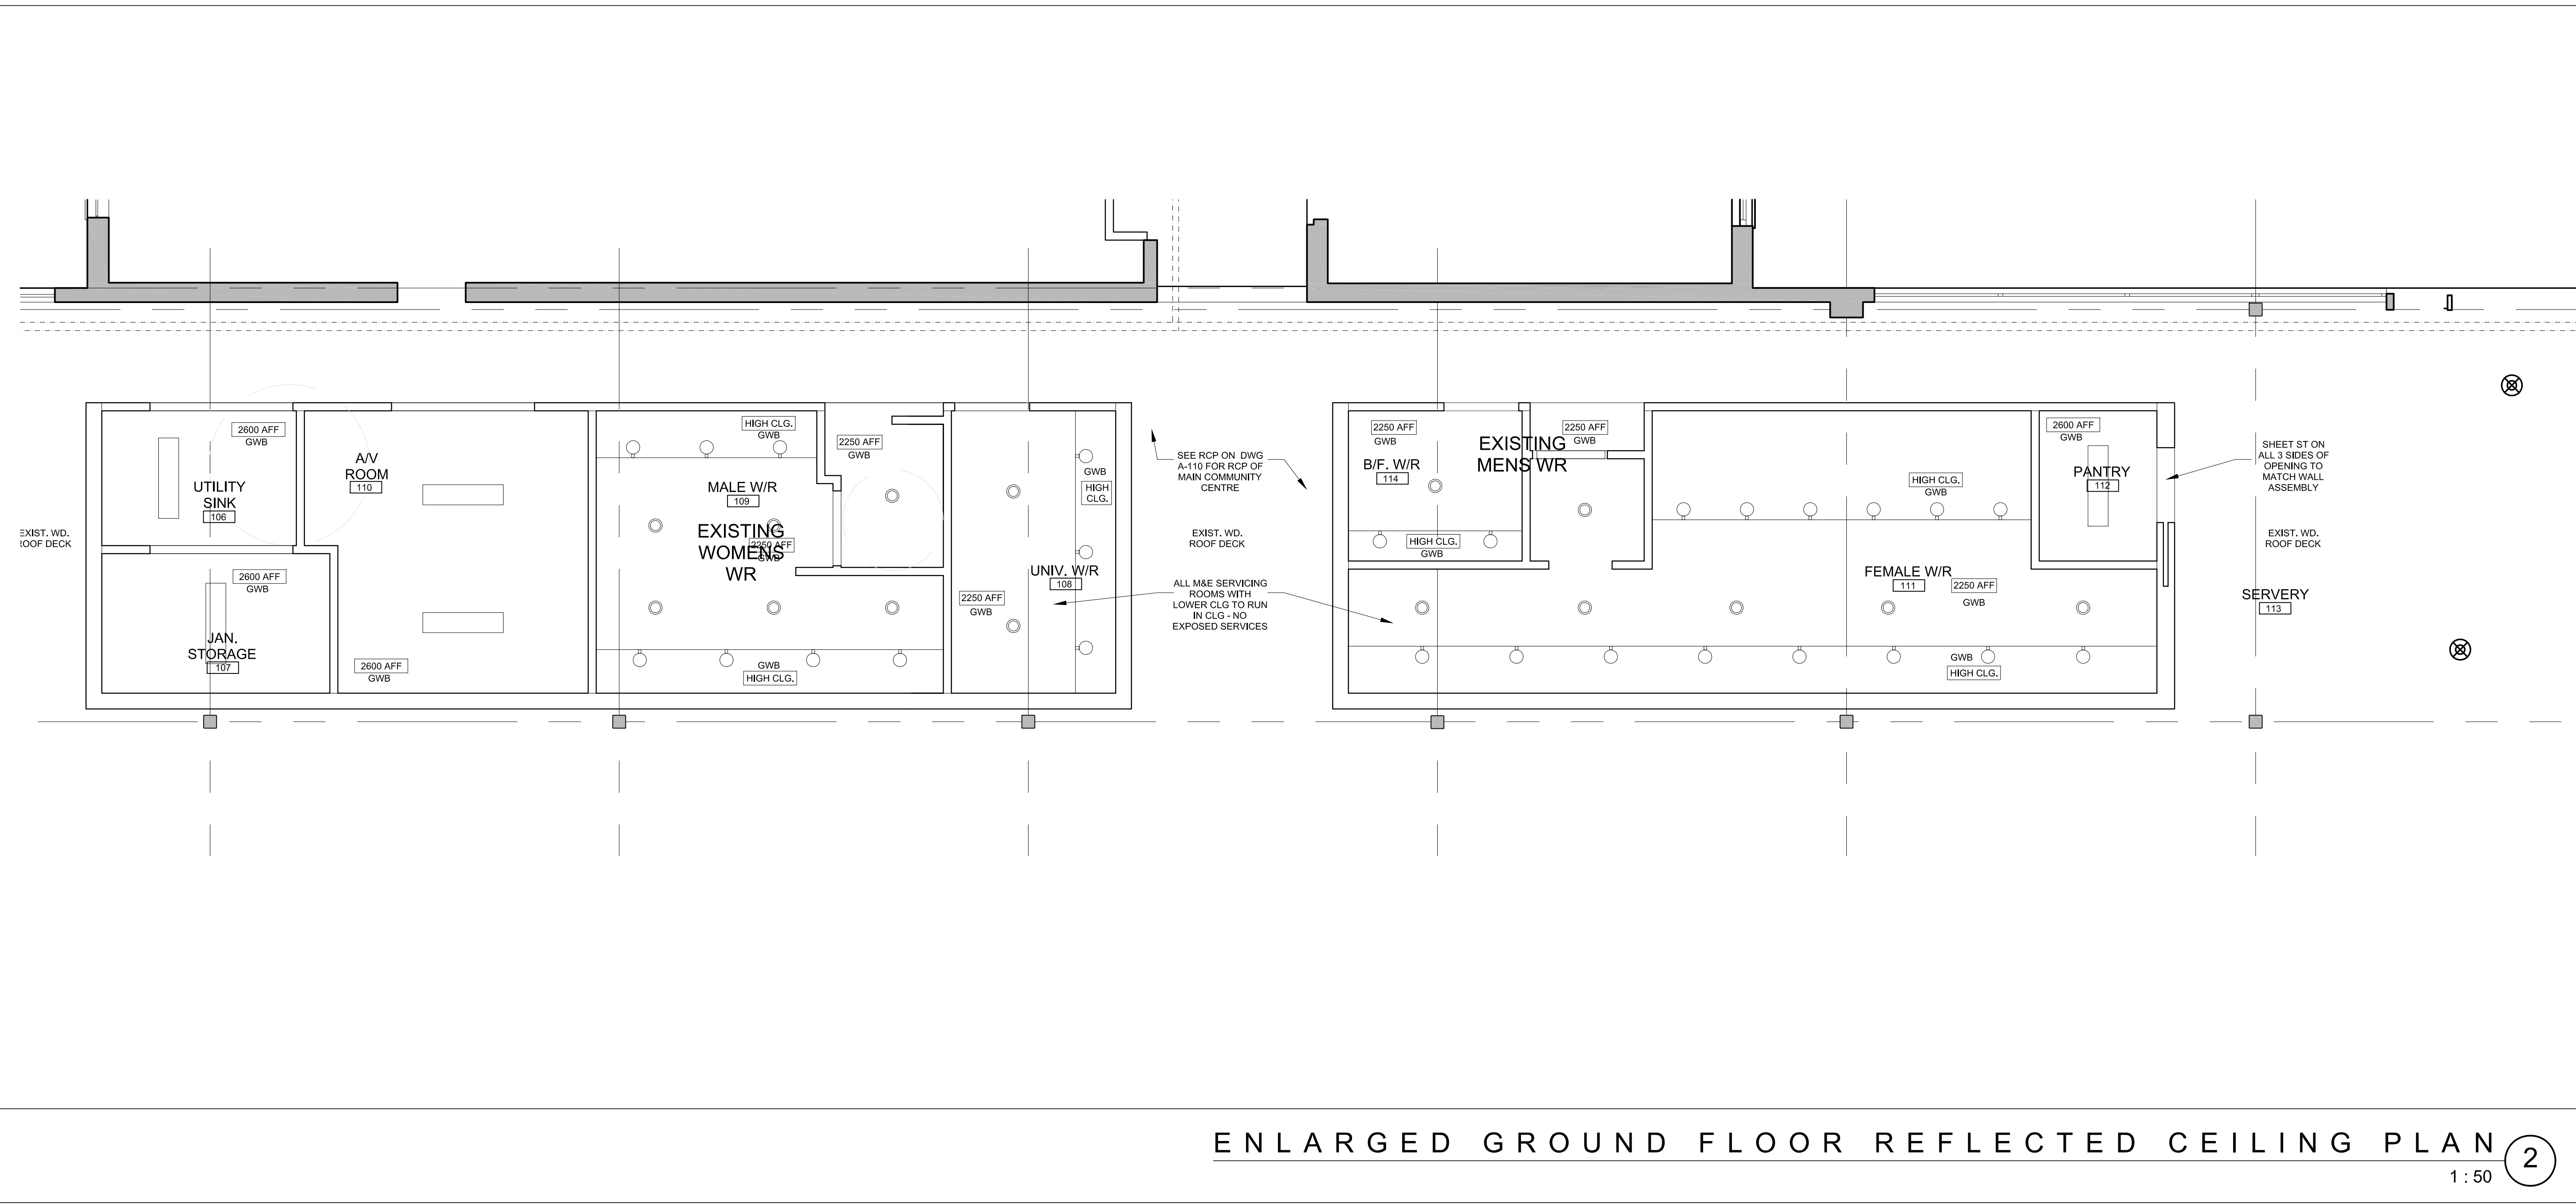 2600 AFF
GWB
UTILITY
SINK
106
A/V
ROOM
110
EXIST. WD.
ROOF DECK
2600 AFF
GWB
JAN.
STORAGE
107
2600 AFF
GWB
HIGH CLG.
GWB
MALE W/R
109
EXISTING
WOMENS
WR
2250 AFF
GWB
GWB
HIGH CLG.
2250 AFF
GWB
GWB
HIGH
CLG.
UNIV. W/R
108
2250 AFF
GWB
SEE RCP ON DWG
A-110 FOR RCP OF
MAIN COMMUNITY
CENTRE
EXIST. WD.
ROOF DECK
ALL M&E SERVICING
ROOMS WITH
LOWER CLG TO RUN
IN CLG - NO
EXPOSED SERVICES
2250 AFF
GWB
B/F. W/R
114
HIGH CLG.
GWB
EXISTING
MENS WR
2250 AFF
GWB
HIGH CLG.
GWB
FEMALE W/R
111
2250 AFF
GWB
GWB
HIGH CLG.
2600 AFF
GWB
PANTRY
112
SHEET ST ON
ALL 3 SIDES OF
OPENING TO
MATCH WALL
ASSEMBLY
EXIST. WD.
ROOF DECK
SERVERY
113
ENLARGED GROUND FLOOR REFLECTED CEILING PLAN
2
1 : 50